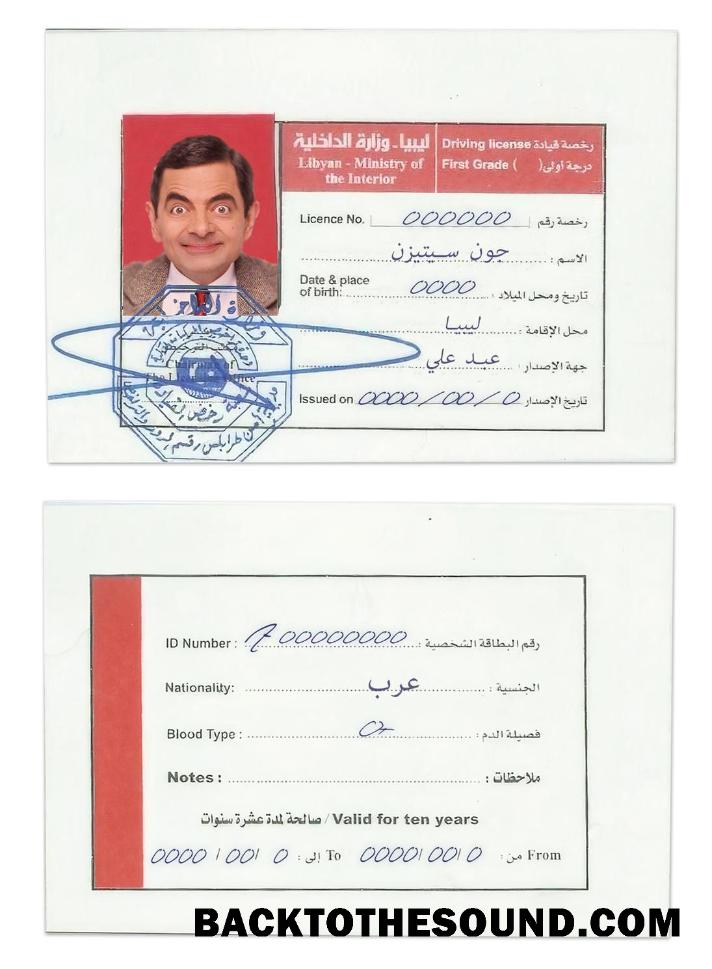 ليبيا - وزارة الداخلية
Libyan - Ministry of
the Interior
Driving license رخصة قيادة
First Grade ( ) درجة أولى
Licence No. 000000 رخصة رقم
جون سيتيزن الاسم :
Date & place
of birth: 0000 تاريخ ومحل الميلاد :
ليبيا محل الإقامة :
عبد علي جهة الإصدار :
Issued on 0000/00/0 تاريخ الإصدار
Chairman of
ID Number : 700000000 رقم البطاقة الشخصية :
Nationality: عرب الجنسية :
Blood Type : O+ فصيلة الدم :
Notes : ملاحظات :
صالحة لمدة عشرة سنوات / Valid for ten years
0000 / 00/ 0 إلى : To 0000/00/0 من : From
BACKTOTHESOUND.COM